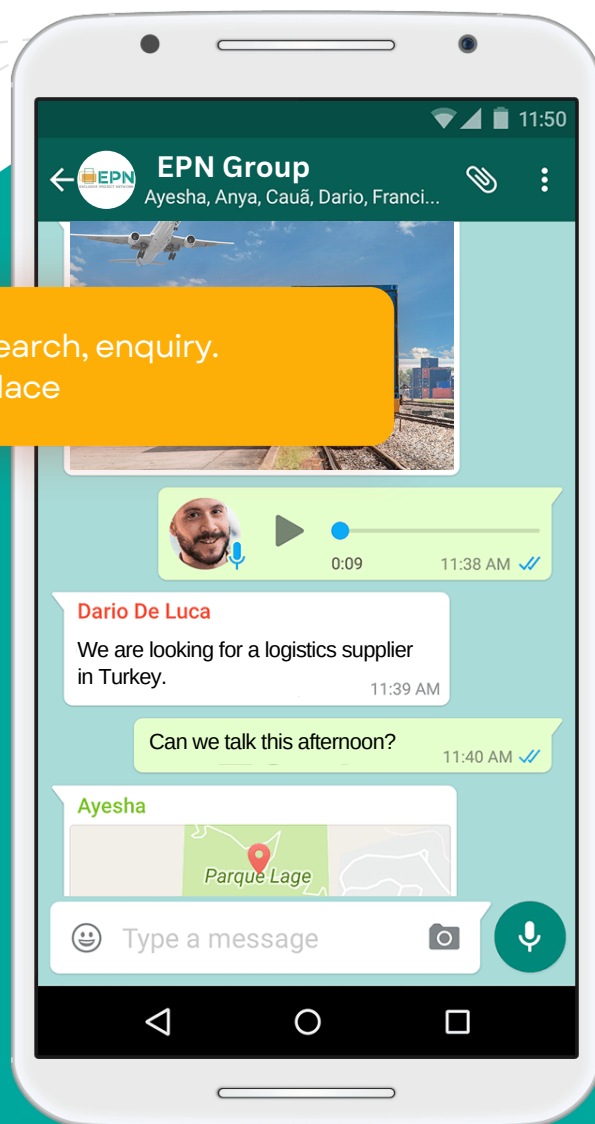 11:50
EPN
EPN Group
Ayesha, Anya, Cauã, Dario, Franci...
earch, enquiry.
lace
0:09
11:38 AM
Dario De Luca
We are looking for a logistics supplier
in Turkey.
11:39 AM
Can we talk this afternoon?
11:40 AM
Ayesha
Parque Lage
Type a message